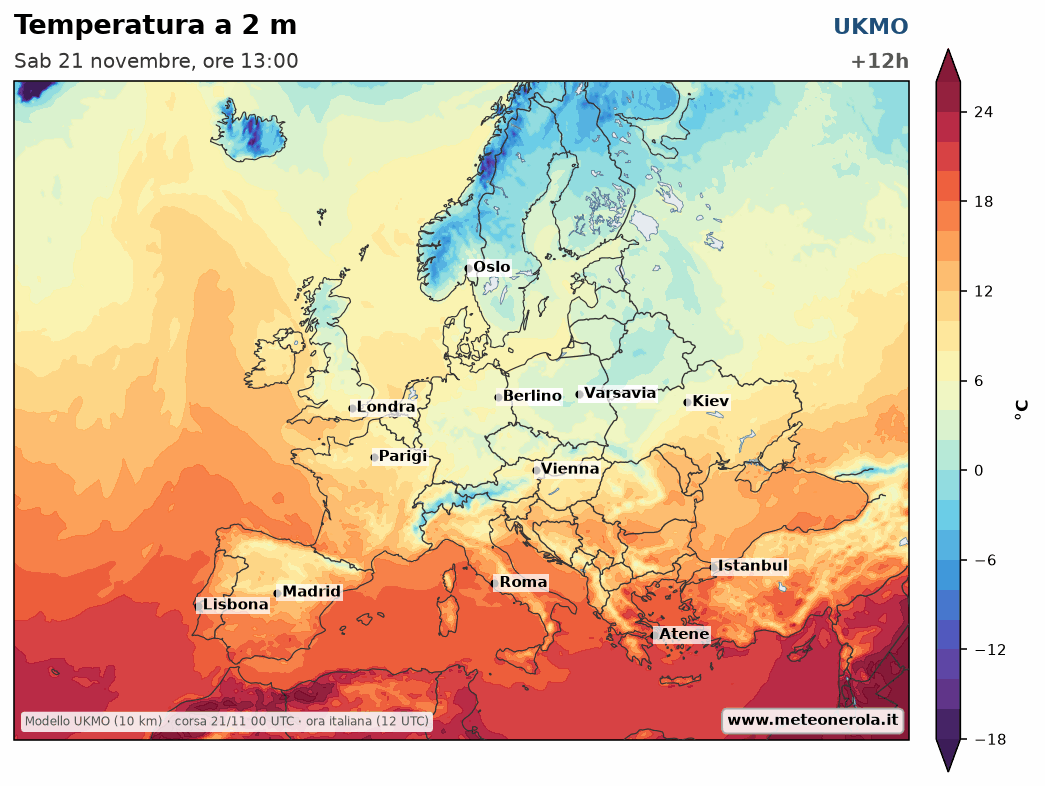 Temperatura a 2 m
UKMO
Sab 21 novembre, ore 13:00
+12h
Oslo
Londra
Berlino
Varsavia
Kiev
Parigi
Vienna
Istanbul
Roma
Madrid
Lisbona
Atene
Modello UKMO (10 km) · corsa 21/11 00 UTC · ora italiana (12 UTC)
www.meteonerola.it
24
18
12
6
0
−6
−12
−18
°C